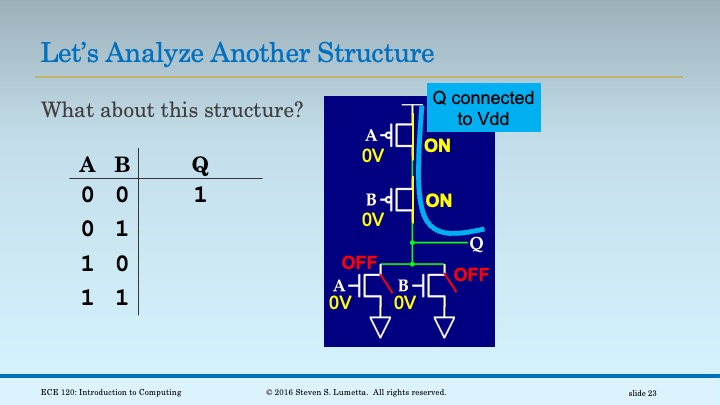 Let's Analyze Another Structure
What about this structure?
A B Q
0 0 1
0 1
1 0
1 1
Q connected
to Vdd
A
0V
ON
B
0V
ON
Q
OFF
OFF
A
0V
B
0V
ECE 120: Introduction to Computing
© 2016 Steven S. Lumetta. All rights reserved.
slide 23